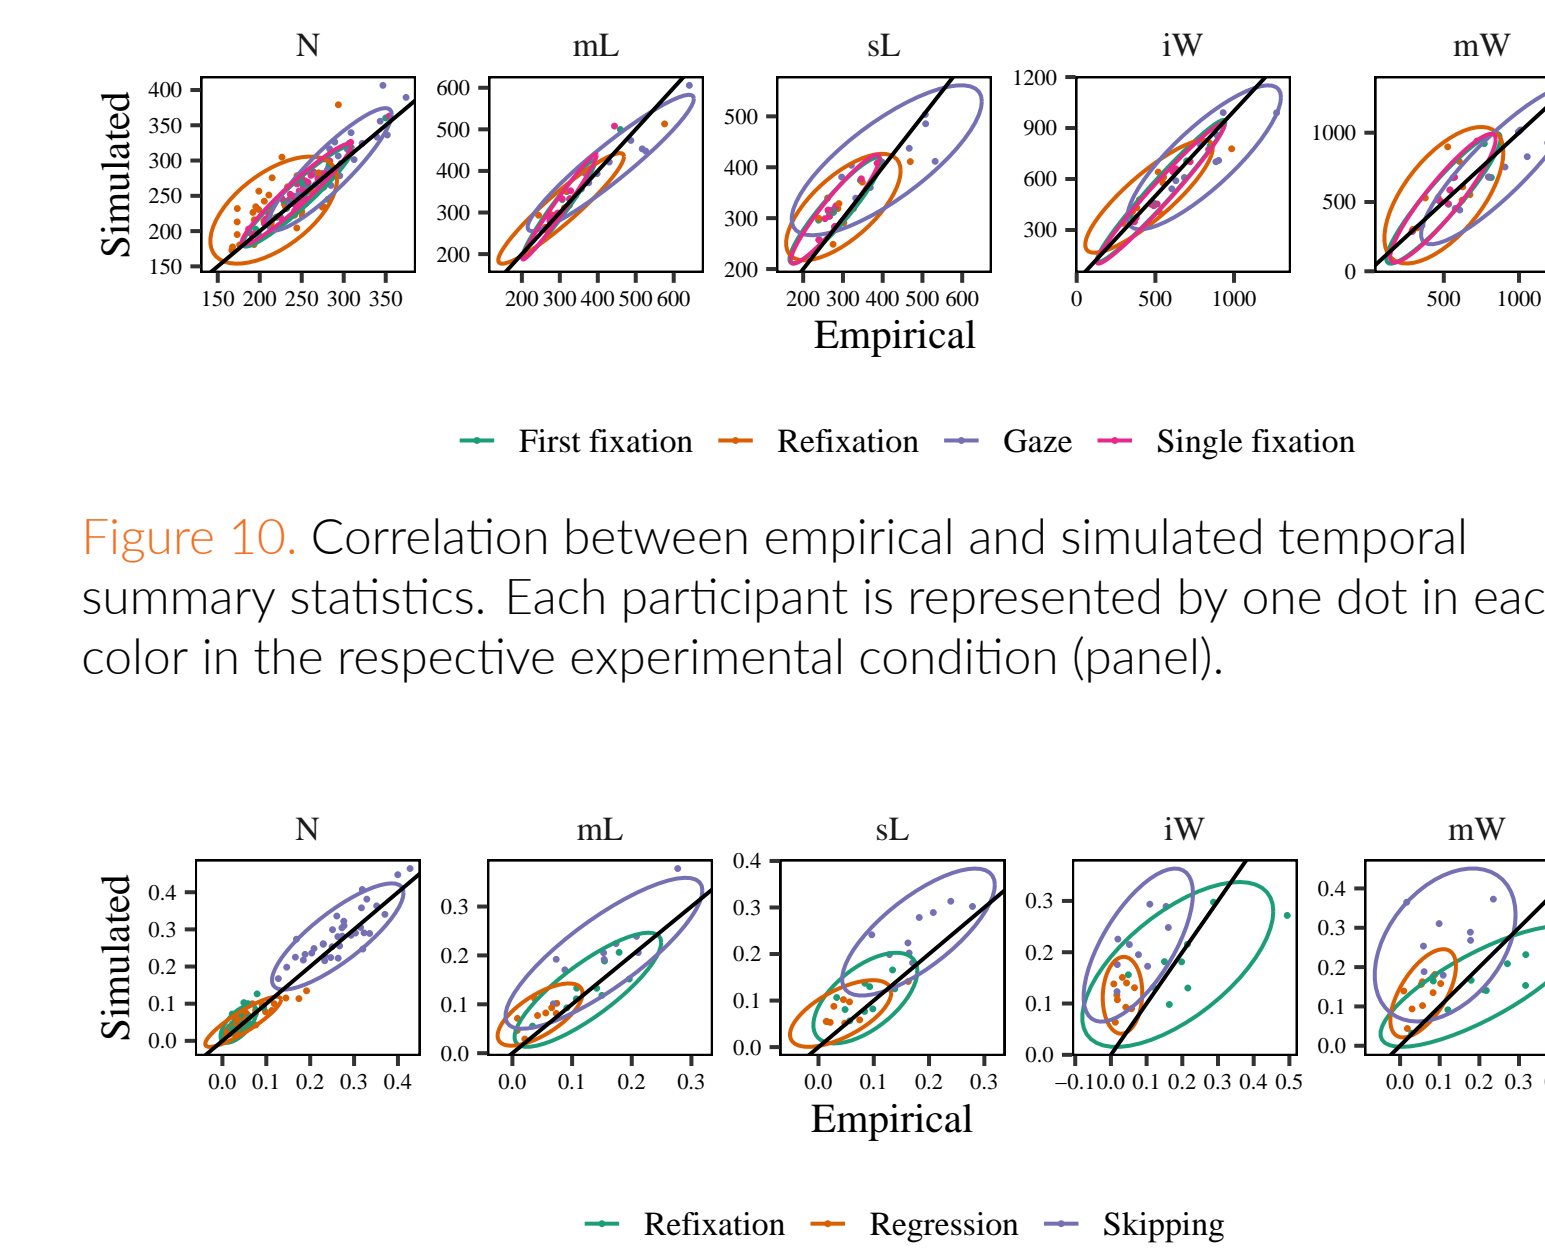 N mL sL iW mW
Simulated
400
350
300
250
200
150
150 200 250 300 350
600
500
400
300
200
200 300 400 500 600
500
400
300
200
200 300 400 500 600
1200
900
600
300
0 500 1000
1000
500
0
500 1000
Empirical
First fixation Refixation Gaze Single fixation
Figure 10. Correlation between empirical and simulated temporal
summary statistics. Each participant is represented by one dot in eac
color in the respective experimental condition (panel).
N mL sL iW mW
Simulated
0.4
0.3
0.2
0.1
0.0
0.0 0.1 0.2 0.3 0.4
0.3
0.2
0.1
0.0
0.0 0.1 0.2 0.3
0.4
0.3
0.2
0.1
0.0
0.0 0.1 0.2 0.3
0.3
0.2
0.1
0.0
−0.1 0.0 0.1 0.2 0.3 0.4 0.5
0.4
0.3
0.2
0.1
0.0
0.0 0.1 0.2 0.3
Empirical
Refixation Regression Skipping